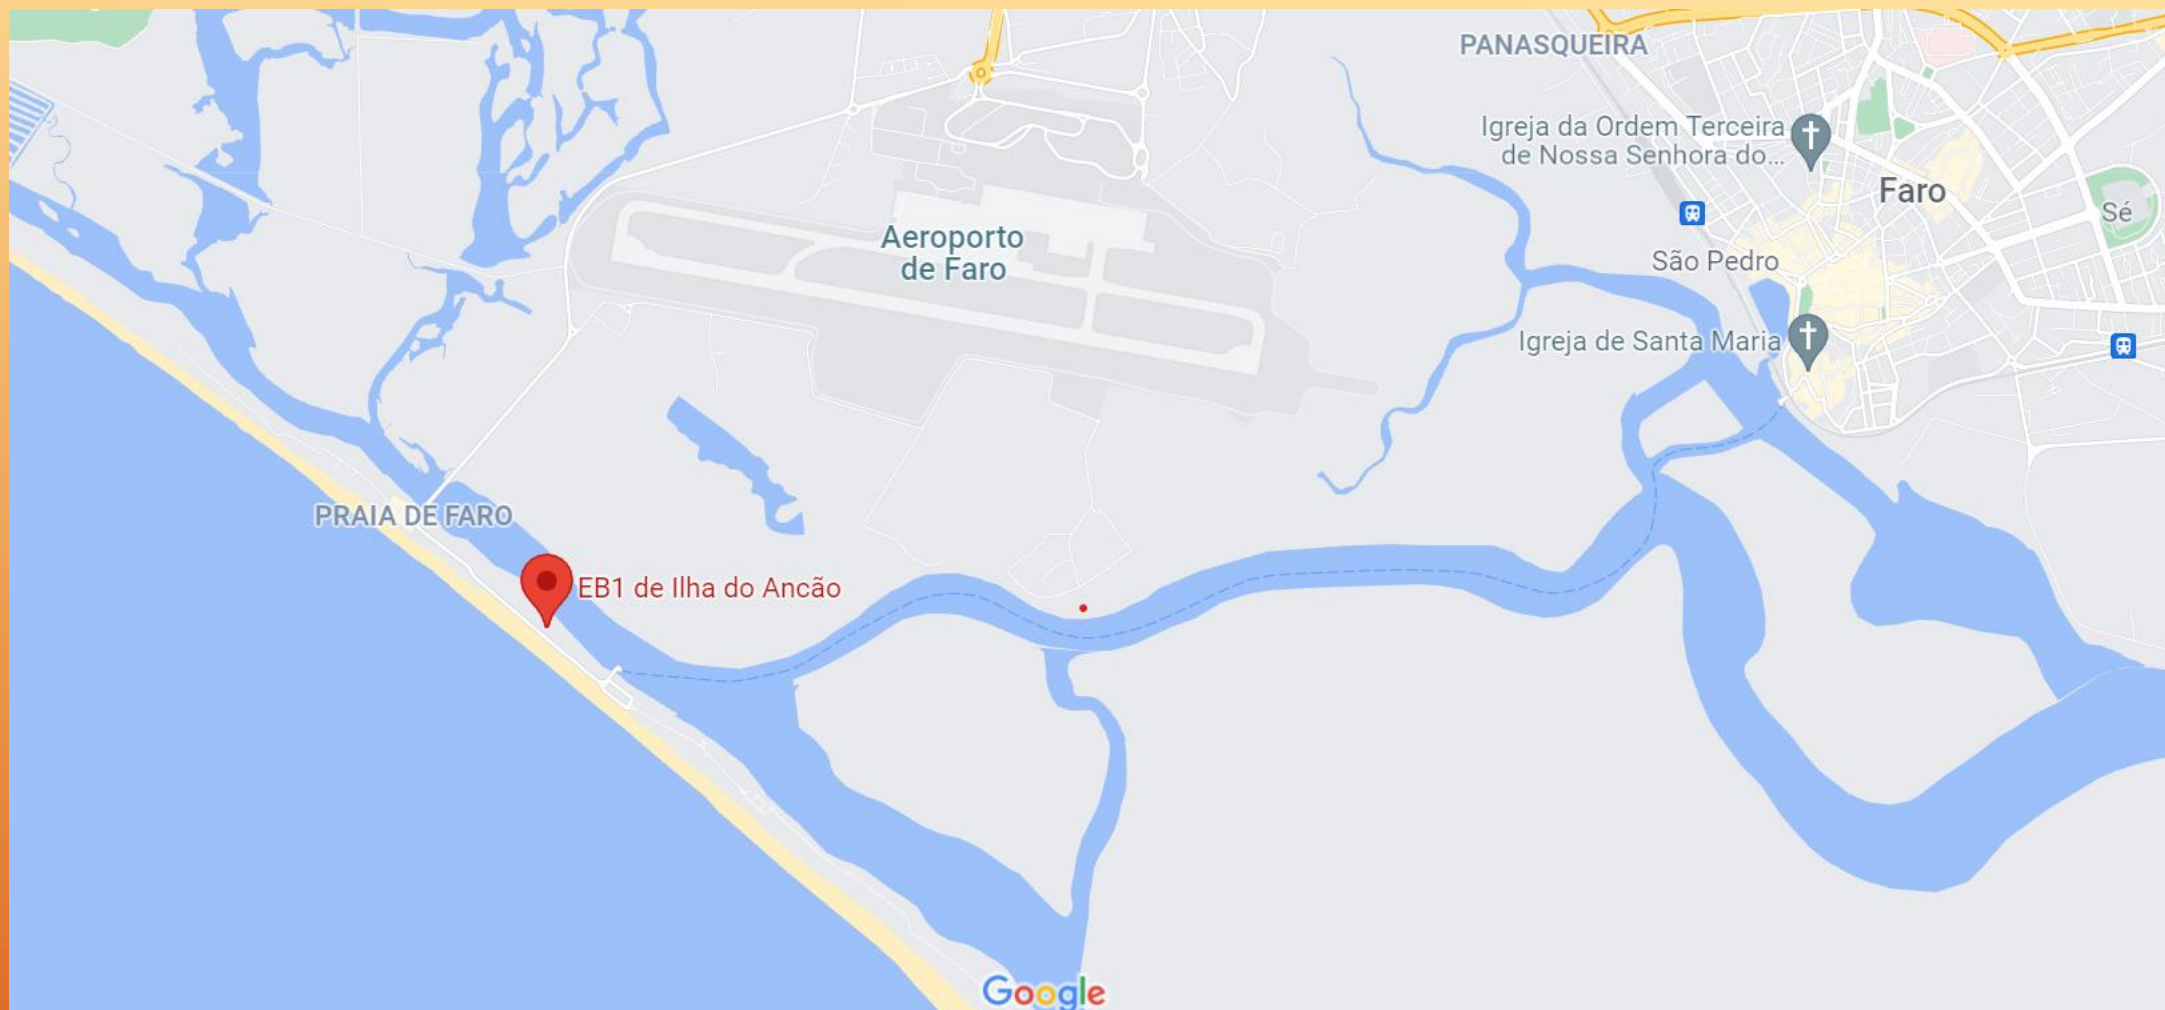 PANASQUEIRA
Igreja da Ordem Terceira
de Nossa Senhora do...
Faro
Sé
Aeroporto
de Faro
São Pedro
Igreja de Santa Maria
PRAIA DE FARO
EB1 de Ilha do Ancão
Google